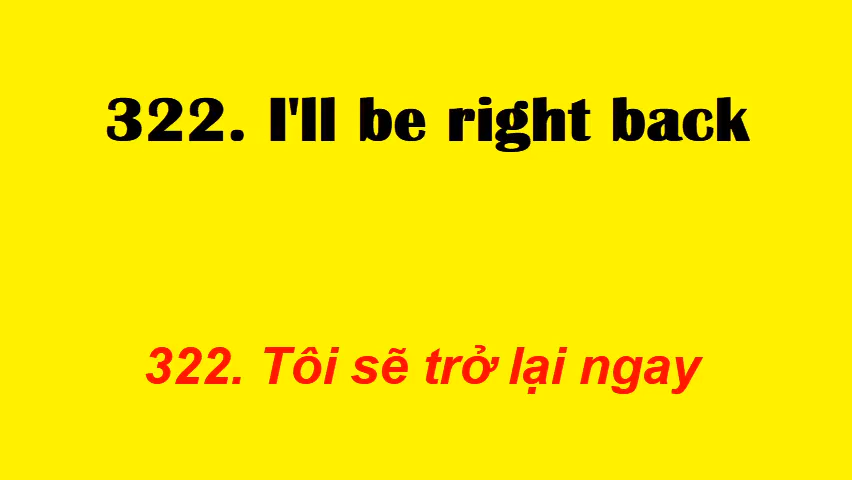 322. I'll be right back
322. Tôi sẽ trở lại ngay